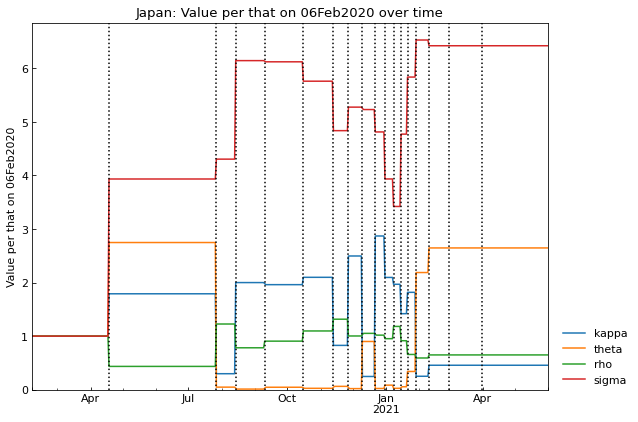 Japan: Value per that on 06Feb2020 over time
Value per that on 06Feb2020
6
5
4
3
2
1
0
Apr
Jul
Oct
Jan
2021
Apr
kappa
theta
rho
sigma